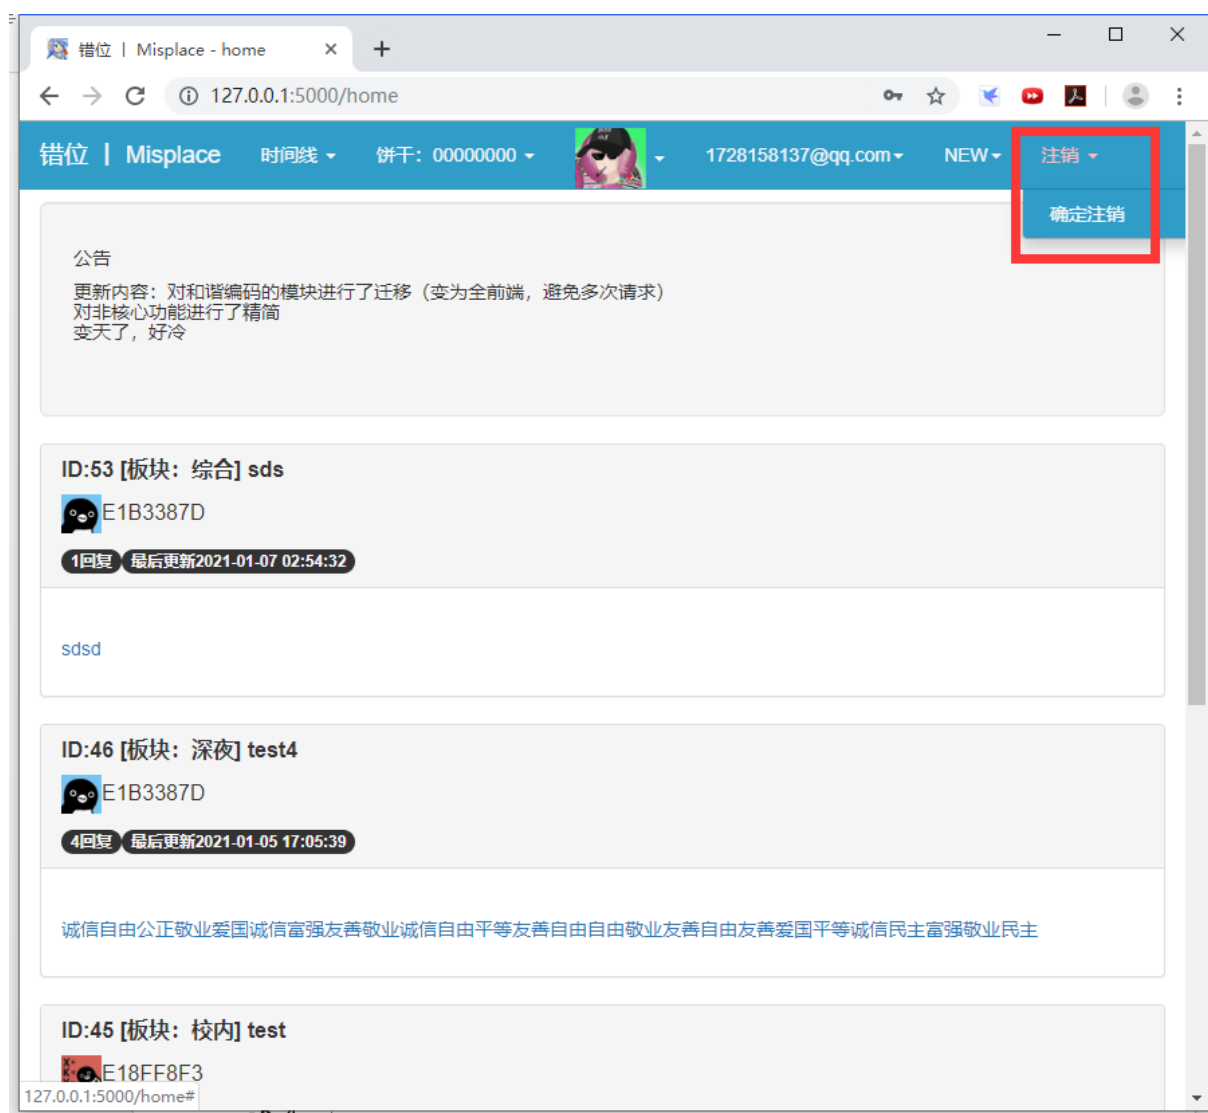 错位 | Misplace - home
127.0.0.1:5000/home
错位 | Misplace 时间线 饼干：00000000 1728158137@qq.com NEW 注销
确定注销
公告
更新内容：对和谐编码的模块进行了迁移（变为全前端，避免多次请求）
对非核心功能进行了精简
变天了，好冷
ID:53 [板块：综合] sds
E1B3387D
1回复 最后更新2021-01-07 02:54:32
sdsd
ID:46 [板块：深夜] test4
E1B3387D
4回复 最后更新2021-01-05 17:05:39
诚信自由公正敬业爱国诚信富强友善敬业诚信自由平等友善自由自由敬业友善自由友善爱国平等诚信民主富强敬业民主
ID:45 [板块：校内] test
E18FF8F3
127.0.0.1:5000/home#